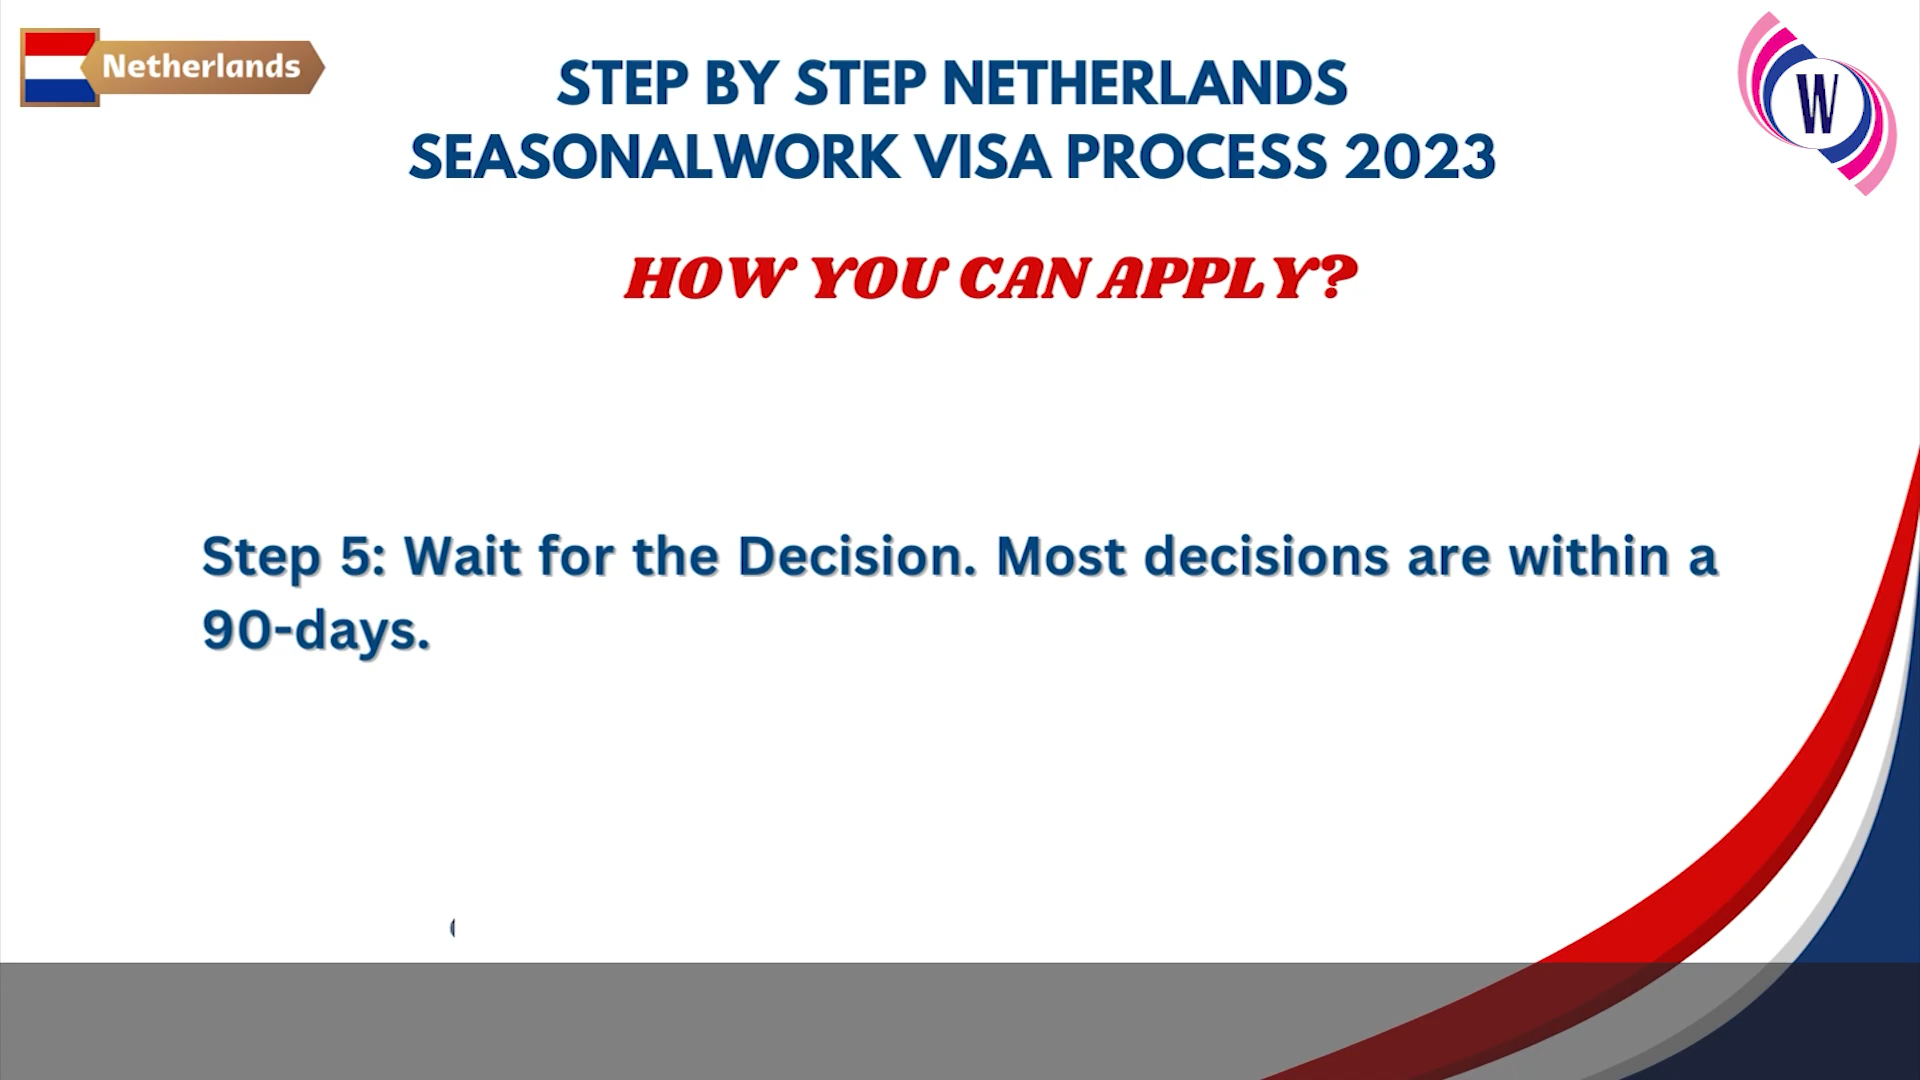 Netherlands
STEP BY STEP NETHERLANDS
SEASONALWORK VISA PROCESS 2023
W
HOW YOU CAN APPLY?
Step 5: Wait for the Decision. Most decisions are within a
90-days.